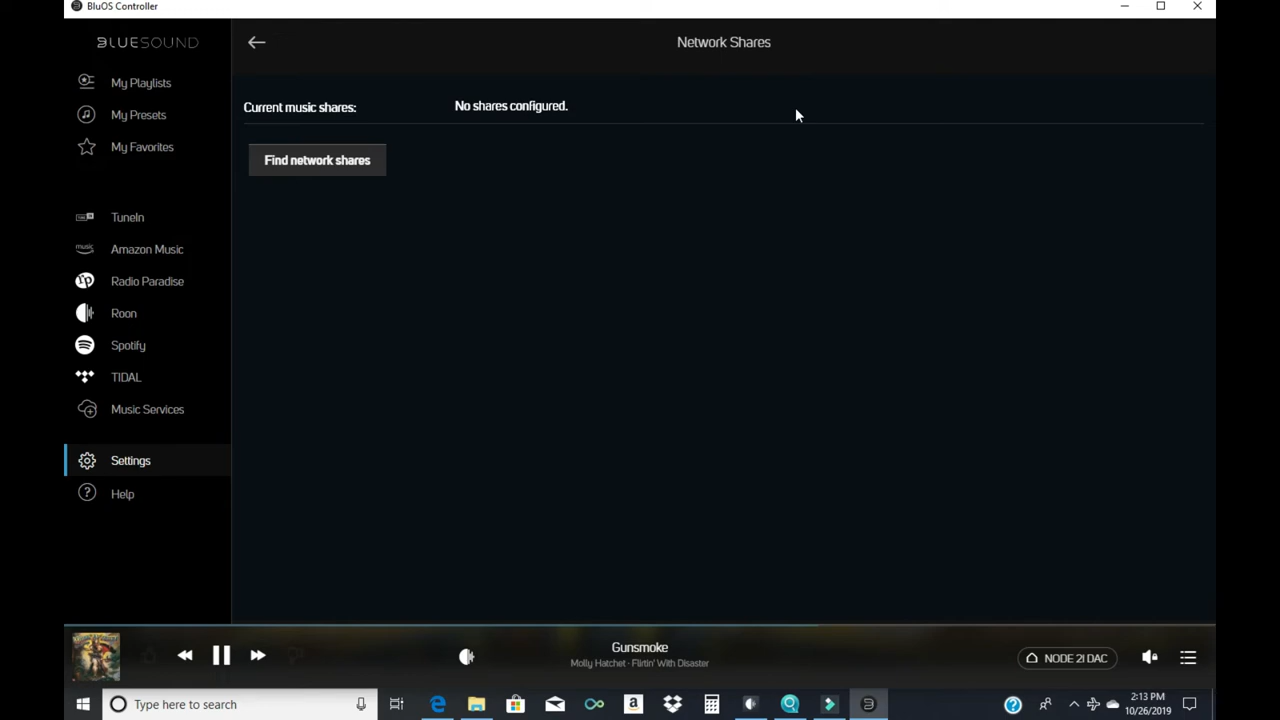 BluOS Controller
BLUESOUND
My Playlists
My Presets
My Favorites
TuneIn
music
Amazon Music
rp
Radio Paradise
Roon
Spotify
TIDAL
Music Services
Settings
? Help
Network Shares
Current music shares: No shares configured.
Find network shares
Gunsmoke
Molly Hatchet - Flirtin' With Disaster
NODE 2I DAC
Type here to search
a
?
2:13 PM
10/26/2019